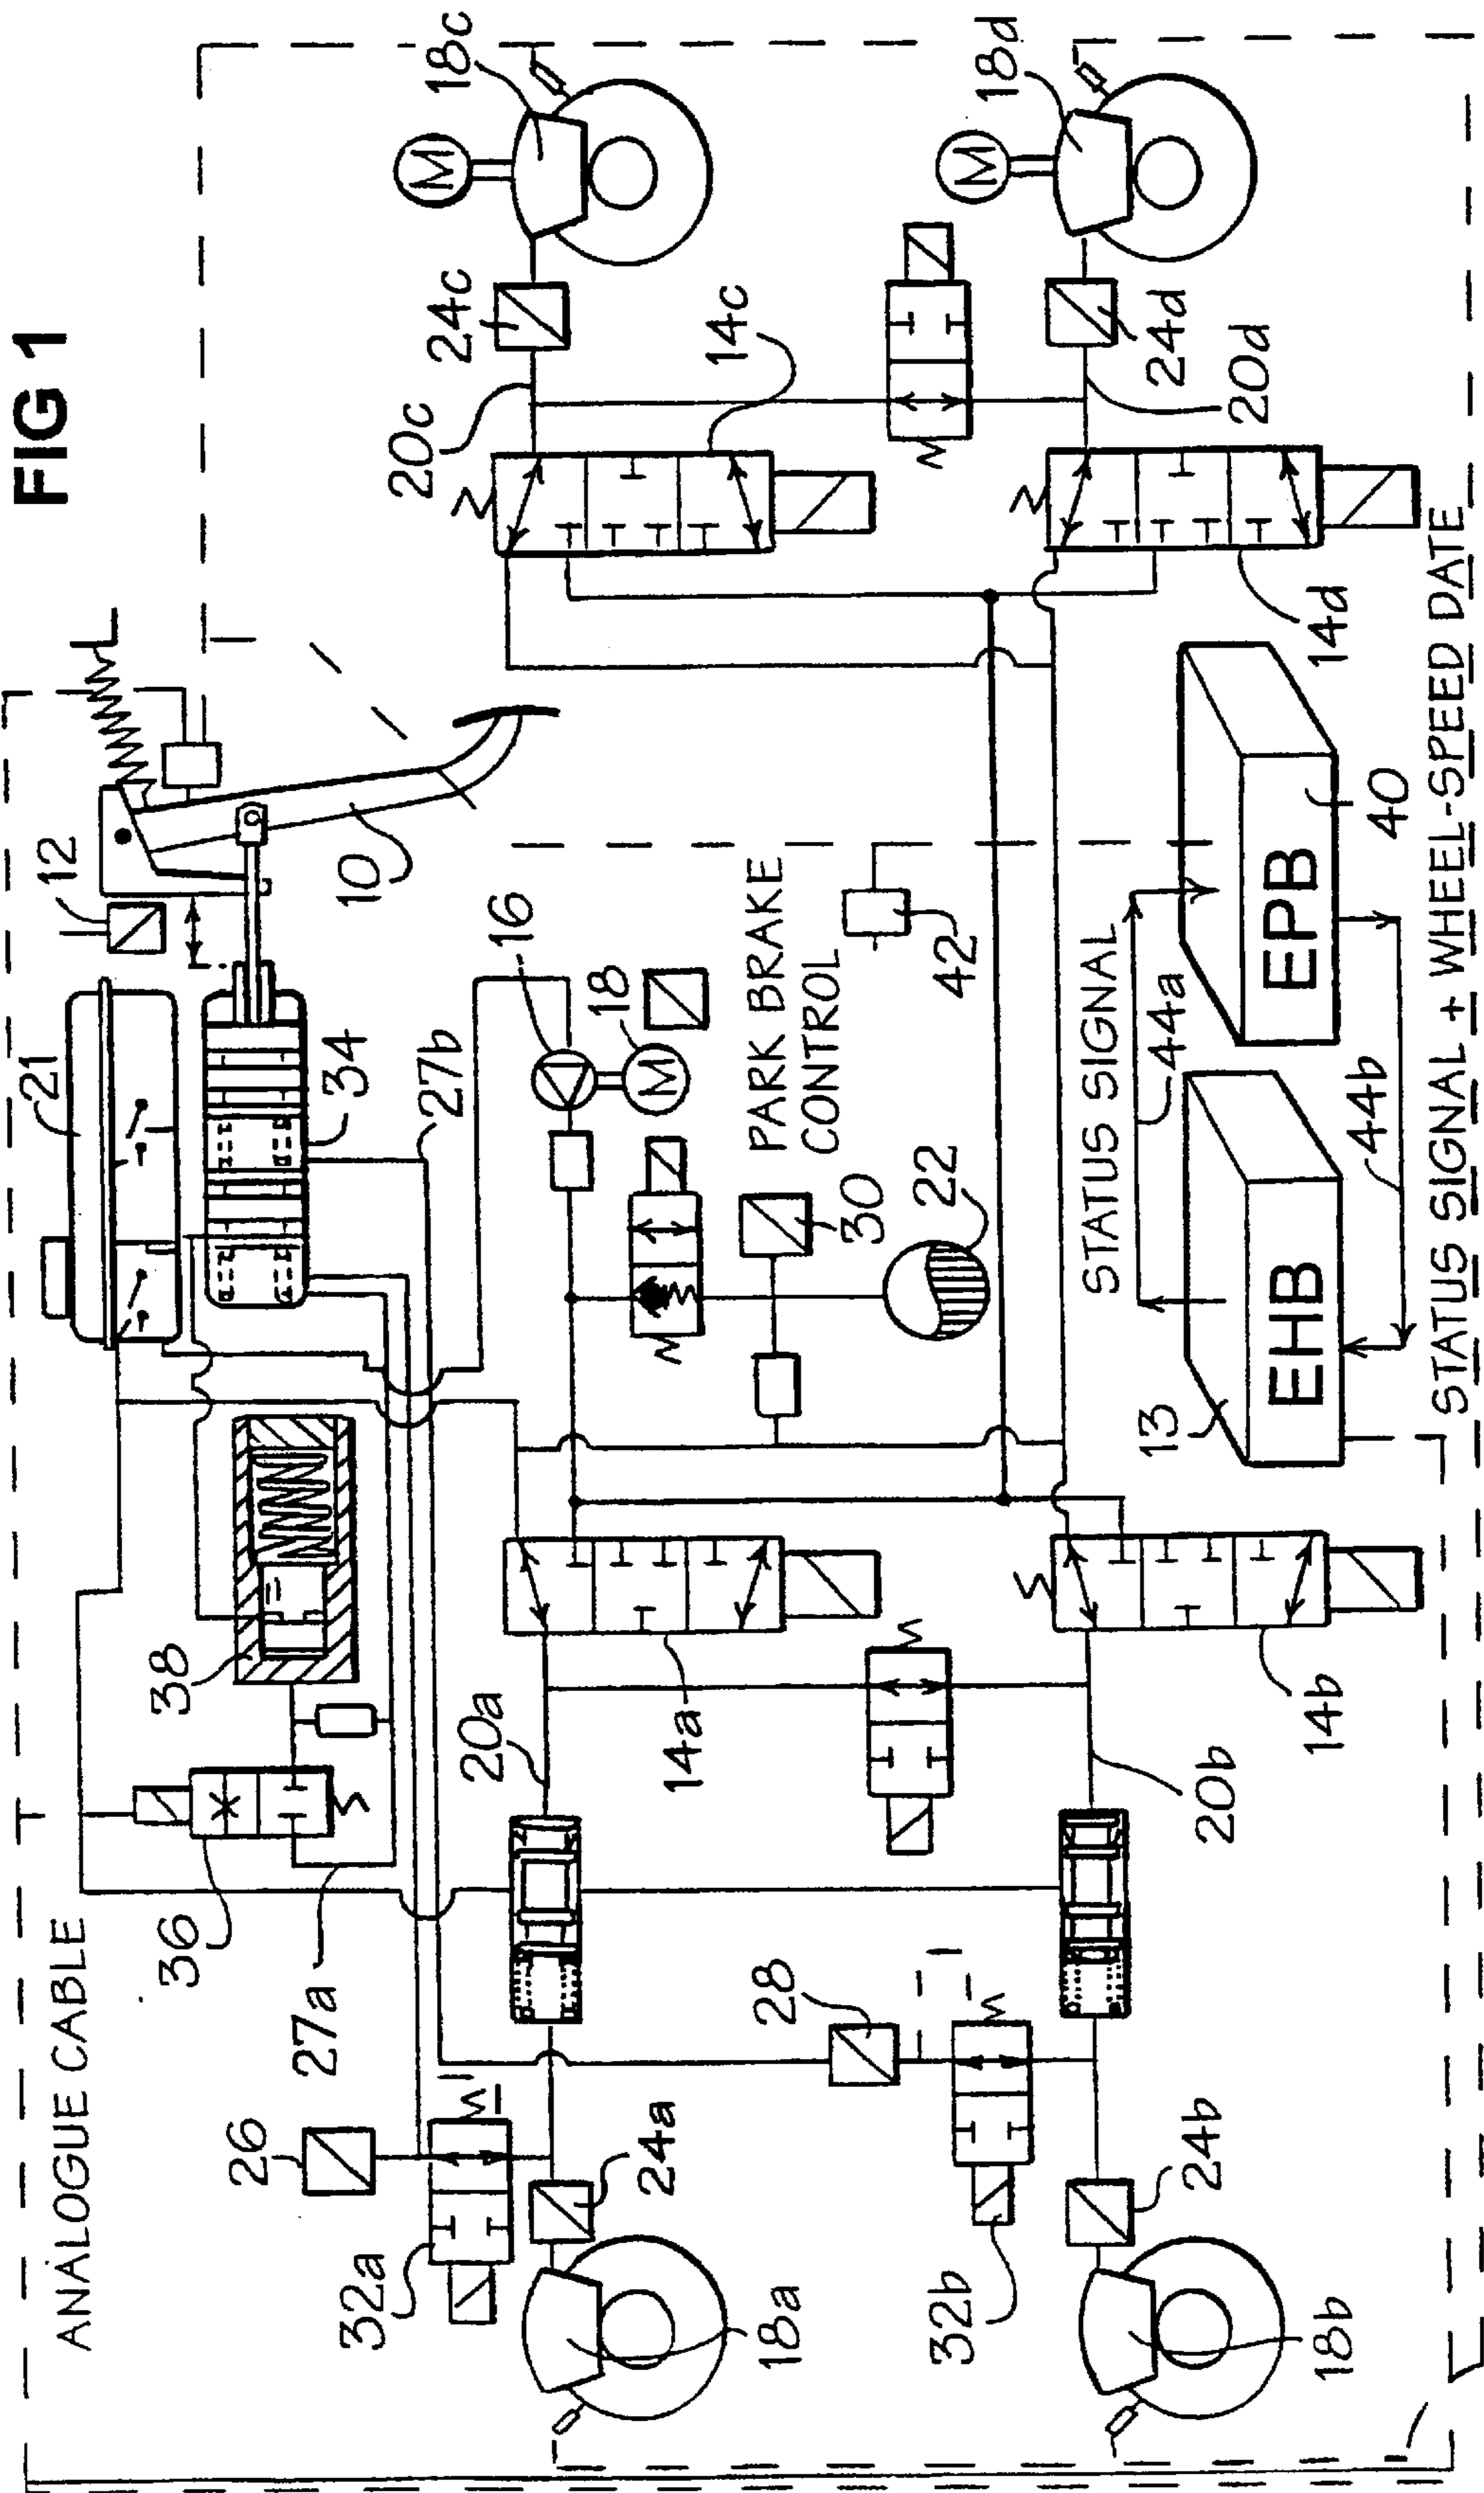 FIG 1
ANALOGUE CABLE
36
27a
38
21
12
34
27b
10
26
32a
24a
18a
20a
14a
16
18
M
PARK BRAKE
CONTROL
30
22
42
20c
24c
18c
M
14c
28
32b
24b
18b
20b
14b
18d
M
24d
20d
14d
STATUS SIGNAL
44a
13
EHB
EPB
40
44b
STATUS SIGNAL + WHEEL-SPEED DATE